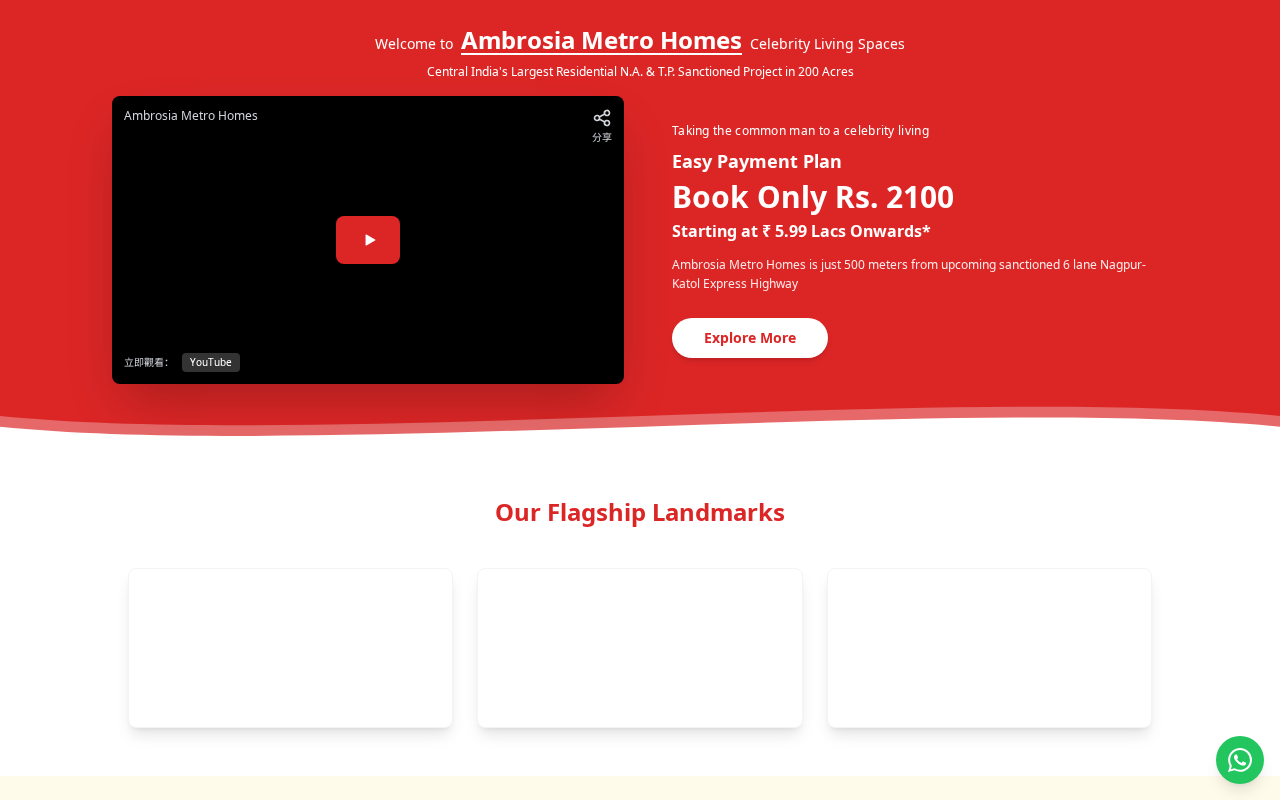 Welcome to Ambrosia Metro Homes Celebrity Living Spaces
Central India's Largest Residential N.A. & T.P. Sanctioned Project in 200 Acres
Ambrosia Metro Homes
分享
立即觀看：
YouTube
Taking the common man to a celebrity living
Easy Payment Plan
Book Only Rs. 2100
Starting at ₹ 5.99 Lacs Onwards*
Ambrosia Metro Homes is just 500 meters from upcoming sanctioned 6 lane Nagpur-
Katol Express Highway
Explore More
Our Flagship Landmarks